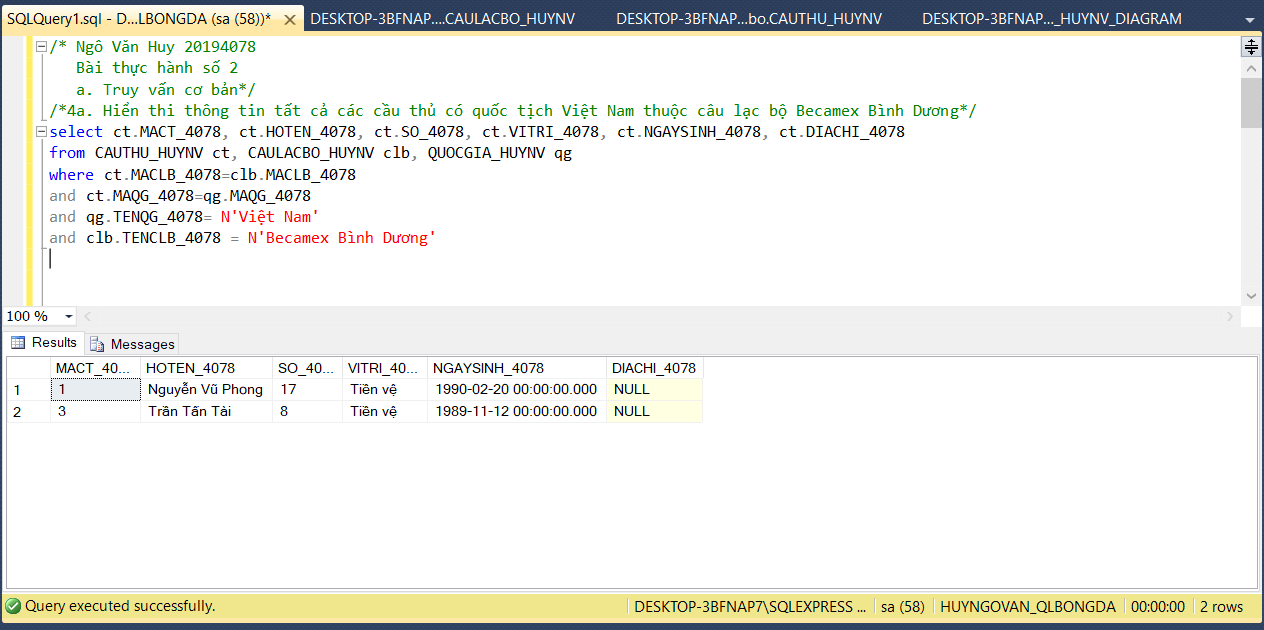 SQLQuery1.sql - D...LBONGDA (sa (58))* DESKTOP-3BFNAP....CAULACBO_HUYNV DESKTOP-3BFNAP...bo.CAUTHU_HUYNV DESKTOP-3BFNAP..._HUYNV_DIAGRAM
/* Ngô Văn Huy 20194078
Bài thực hành số 2
a. Truy vấn cơ bản*/
/*4a. Hiển thi thông tin tất cả các cầu thủ có quốc tịch Việt Nam thuộc câu lạc bộ Becamex Bình Dương*/
select ct.MACT_4078, ct.HOTEN_4078, ct.SO_4078, ct.VITRI_4078, ct.NGAYSINH_4078, ct.DIACHI_4078
from CAUTHU_HUYNV ct, CAULACBO_HUYNV clb, QUOCGIA_HUYNV qg
where ct.MACLB_4078=clb.MACLB_4078
and ct.MAQG_4078=qg.MAQG_4078
and qg.TENQG_4078= N'Việt Nam'
and clb.TENCLB_4078 = N'Becamex Bình Dương'
100 %
Results Messages
MACT_40... HOTEN_4078 SO_40... VITRI_40... NGAYSINH_4078 DIACHI_4078
1 1 Nguyễn Vũ Phong 17 Tiền vệ 1990-02-20 00:00:00.000 NULL
2 3 Trần Tấn Tài 8 Tiền vệ 1989-11-12 00:00:00.000 NULL
Query executed successfully. DESKTOP-3BFNAP7\SQLEXPRESS ... sa (58) HUYNGOVAN_QLBONGDA 00:00:00 2 rows